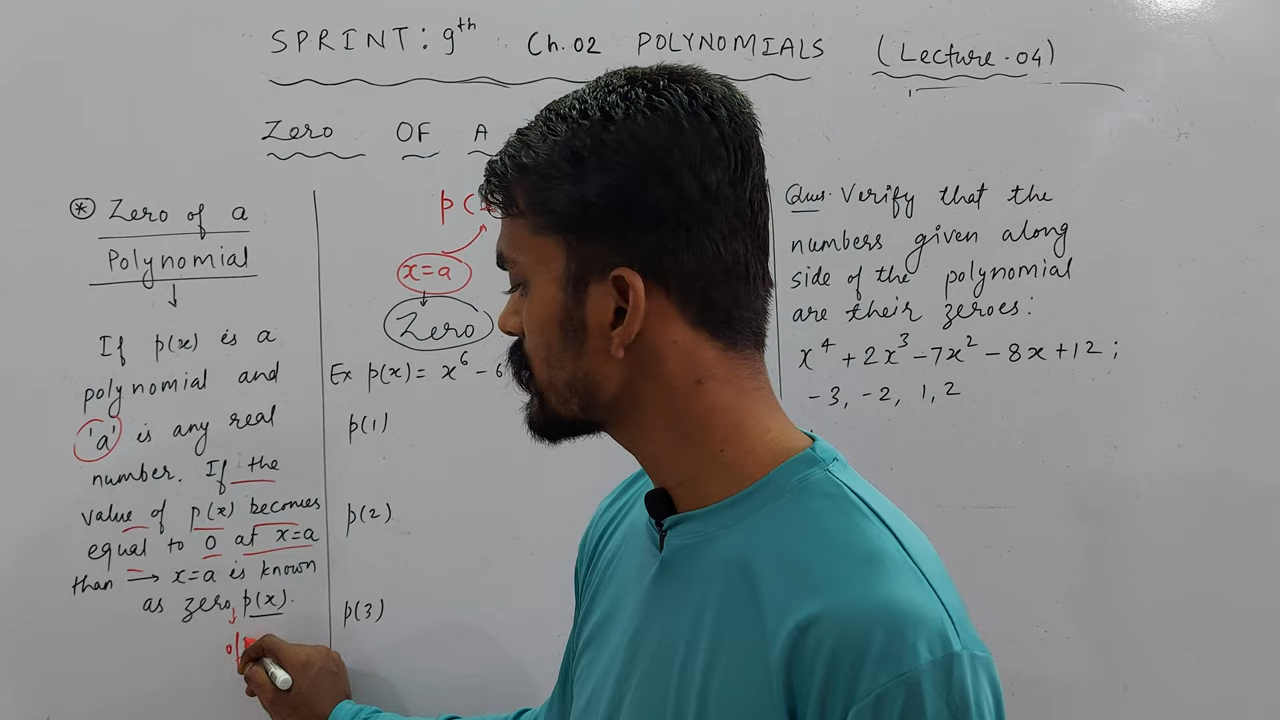 SPRINT: 9th Ch.02 POLYNOMIALS (Lecture-04)
Zero OF A
* Zero of a
Polynomial
↓
If p(x) is a
polynomial and
'a' is any real
number. If the
value of p(x) becomes
equal to 0 at x=a
than → x=a is known
as zero p(x).
of
p(
x=a
Zero
Ex p(x) = x⁶ - 6
p(1)
p(2)
p(3)
Ques. Verify that the
numbers given along
side of the polynomial
are their zeroes:
x⁴ + 2x³ - 7x² - 8x + 12 ;
-3, -2, 1, 2